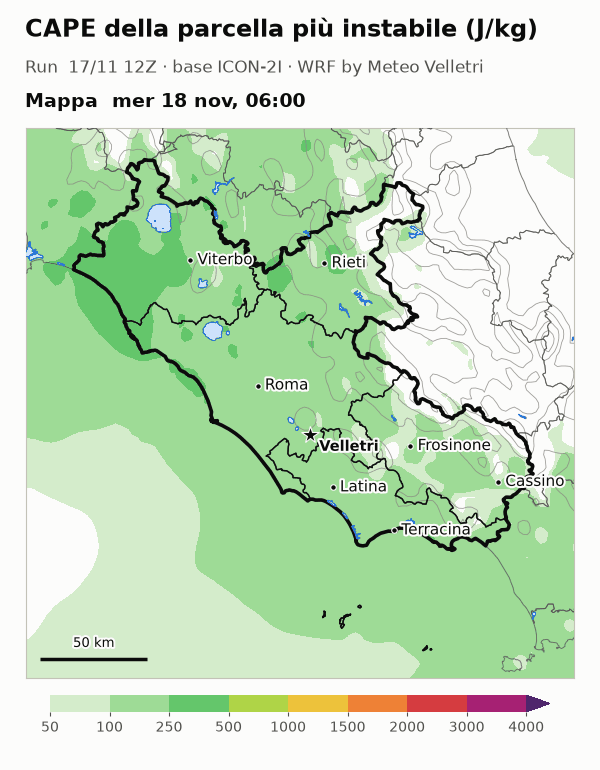 CAPE della parcella più instabile (J/kg)
Run  17/11 12Z · base ICON-2I · WRF by Meteo Velletri
Mappa  mer 18 nov, 06:00
Viterbo
Rieti
Roma
Velletri
Frosinone
Latina
Cassino
Terracina
50 km
50 100 250 500 1000 1500 2000 3000 4000